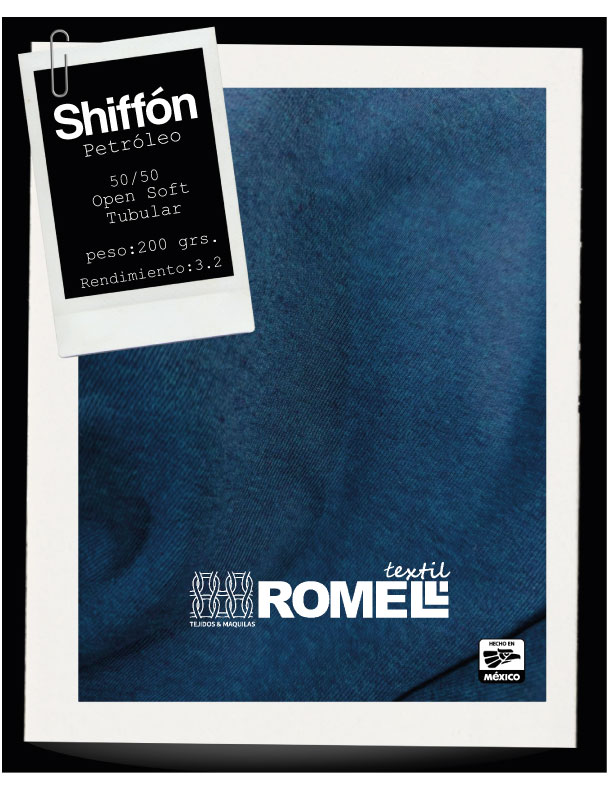 Shiffón
Petróleo
50/50
Open Soft
Tubular
peso:200 grs.
Rendimiento:3.2
textil
ROMELLI
TEJIDOS & MAQUILAS
HECHO EN
MÉXICO